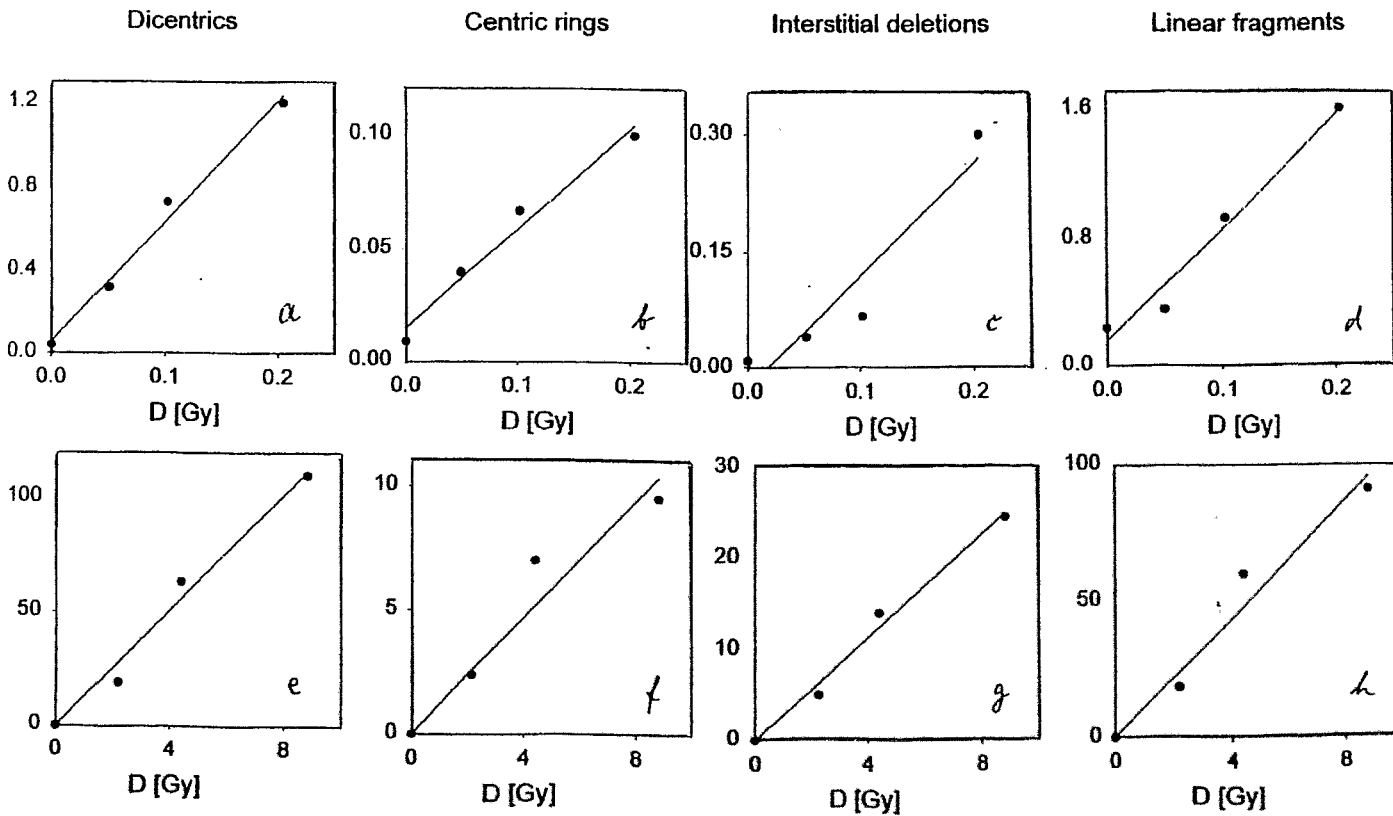 Dicentrics Centric rings Interstitial deletions Linear fragments
1.2
0.8
0.4
0.0
0.0 0.1 0.2
D [Gy]
a
0.10
0.05
0.00
0.0 0.1 0.2
D [Gy]
b
0.30
0.15
0.00
0.0 0.1 0.2
D [Gy]
c
1.6
0.8
0.0
0.0 0.1 0.2
D [Gy]
d
100
50
0
0 4 8
D [Gy]
e
10
5
0
0 4 8
D [Gy]
f
30
20
10
0
0 4 8
D [Gy]
g
100
50
0
0 4 8
D [Gy]
h